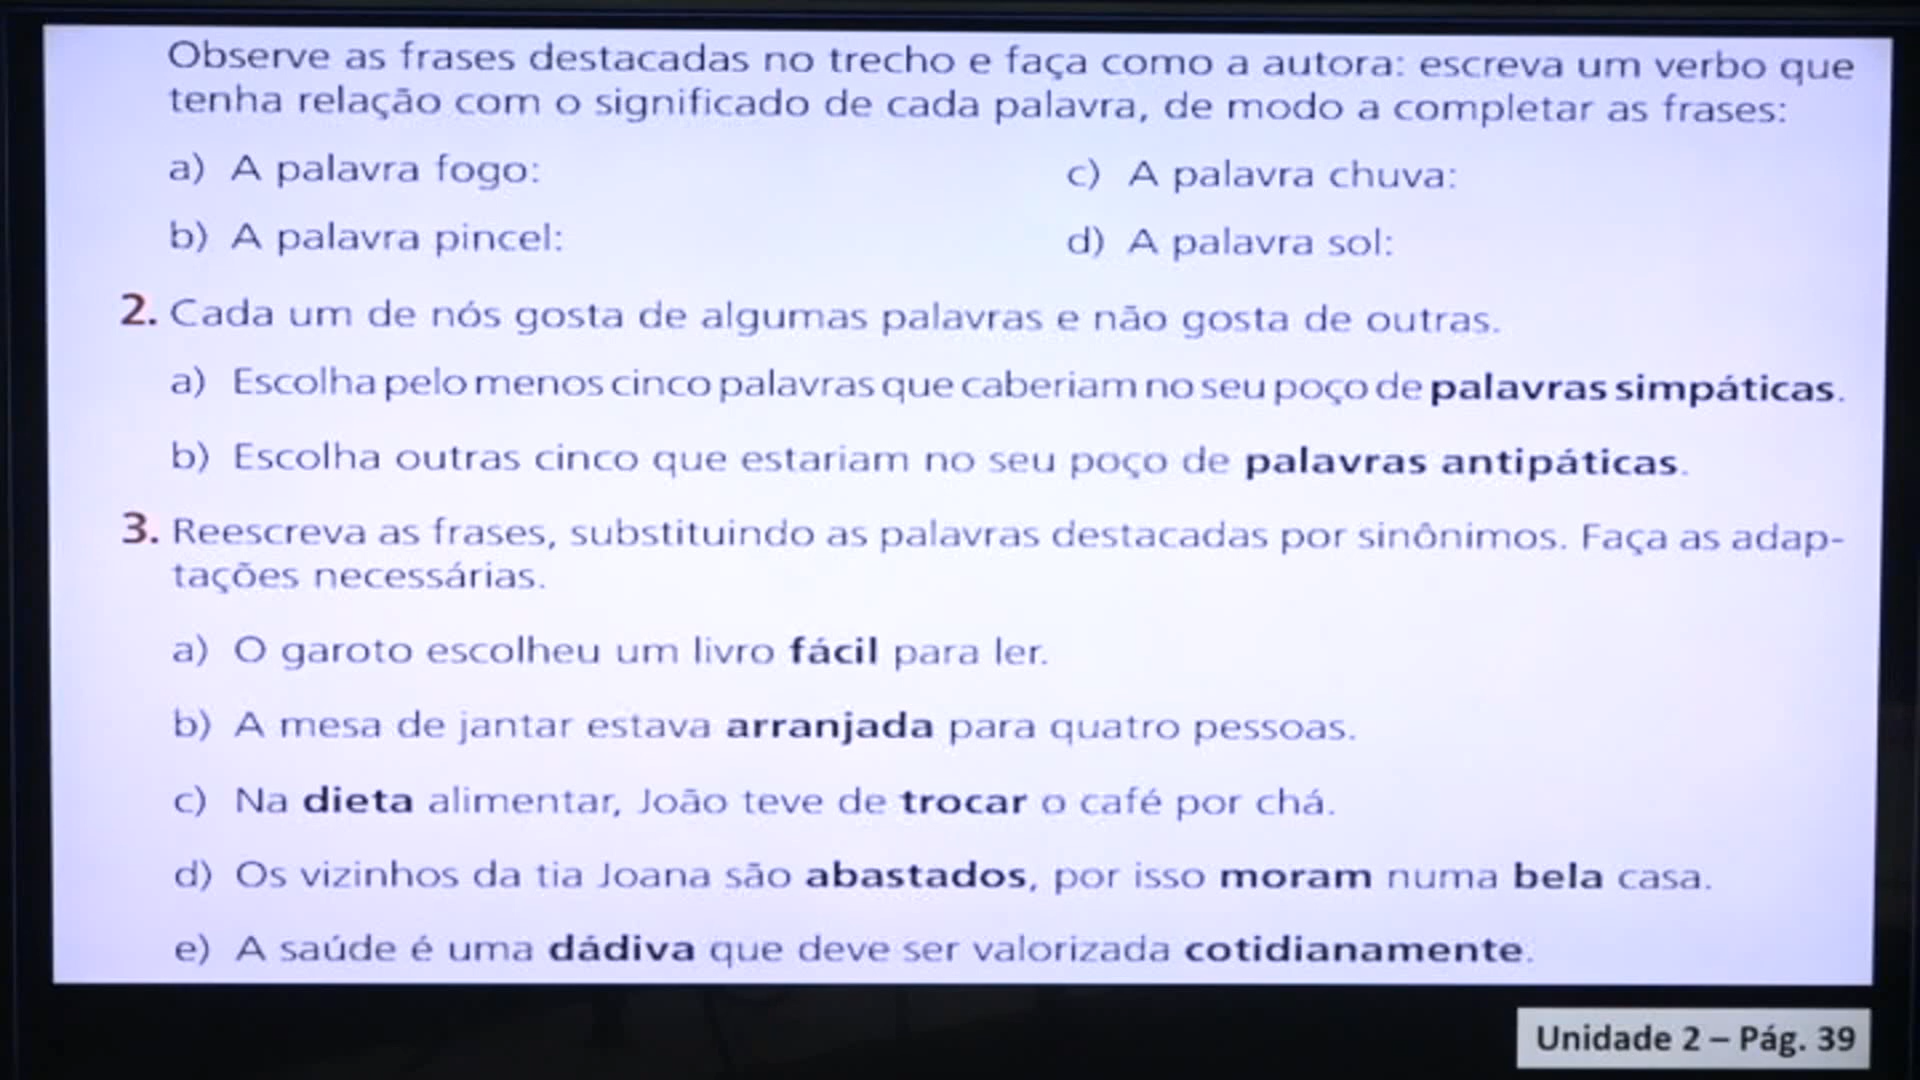 Observe as frases destacadas no trecho e faça como a autora: escreva um verbo que
tenha relação com o significado de cada palavra, de modo a completar as frases:
a) A palavra fogo:
c) A palavra chuva:
b) A palavra pincel:
d) A palavra sol:
2. Cada um de nós gosta de algumas palavras e não gosta de outras.
a) Escolha pelo menos cinco palavras que caberiam no seu poço de palavras simpáticas.
b) Escolha outras cinco que estariam no seu poço de palavras antipáticas.
3. Reescreva as frases, substituindo as palavras destacadas por sinônimos. Faça as adap-
tações necessárias.
a) O garoto escolheu um livro fácil para ler.
b) A mesa de jantar estava arranjada para quatro pessoas.
c) Na dieta alimentar, João teve de trocar o café por chá.
d) Os vizinhos da tia Joana são abastados, por isso moram numa bela casa.
e) A saúde é uma dádiva que deve ser valorizada cotidianamente.
Unidade 2 – Pág. 39